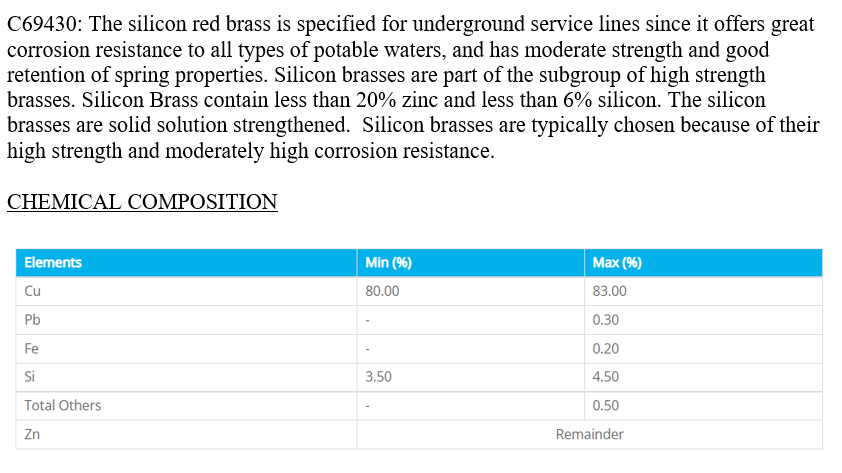 C69430: The silicon red brass is specified for underground service lines since it offers great
corrosion resistance to all types of potable waters, and has moderate strength and good
retention of spring properties. Silicon brasses are part of the subgroup of high strength
brasses. Silicon Brass contain less than 20% zinc and less than 6% silicon. The silicon
brasses are solid solution strengthened.  Silicon brasses are typically chosen because of their
high strength and moderately high corrosion resistance.
CHEMICAL COMPOSITION
Elements Min (%) Max (%)
Cu 80.00 83.00
Pb - 0.30
Fe - 0.20
Si 3.50 4.50
Total Others - 0.50
Zn Remainder